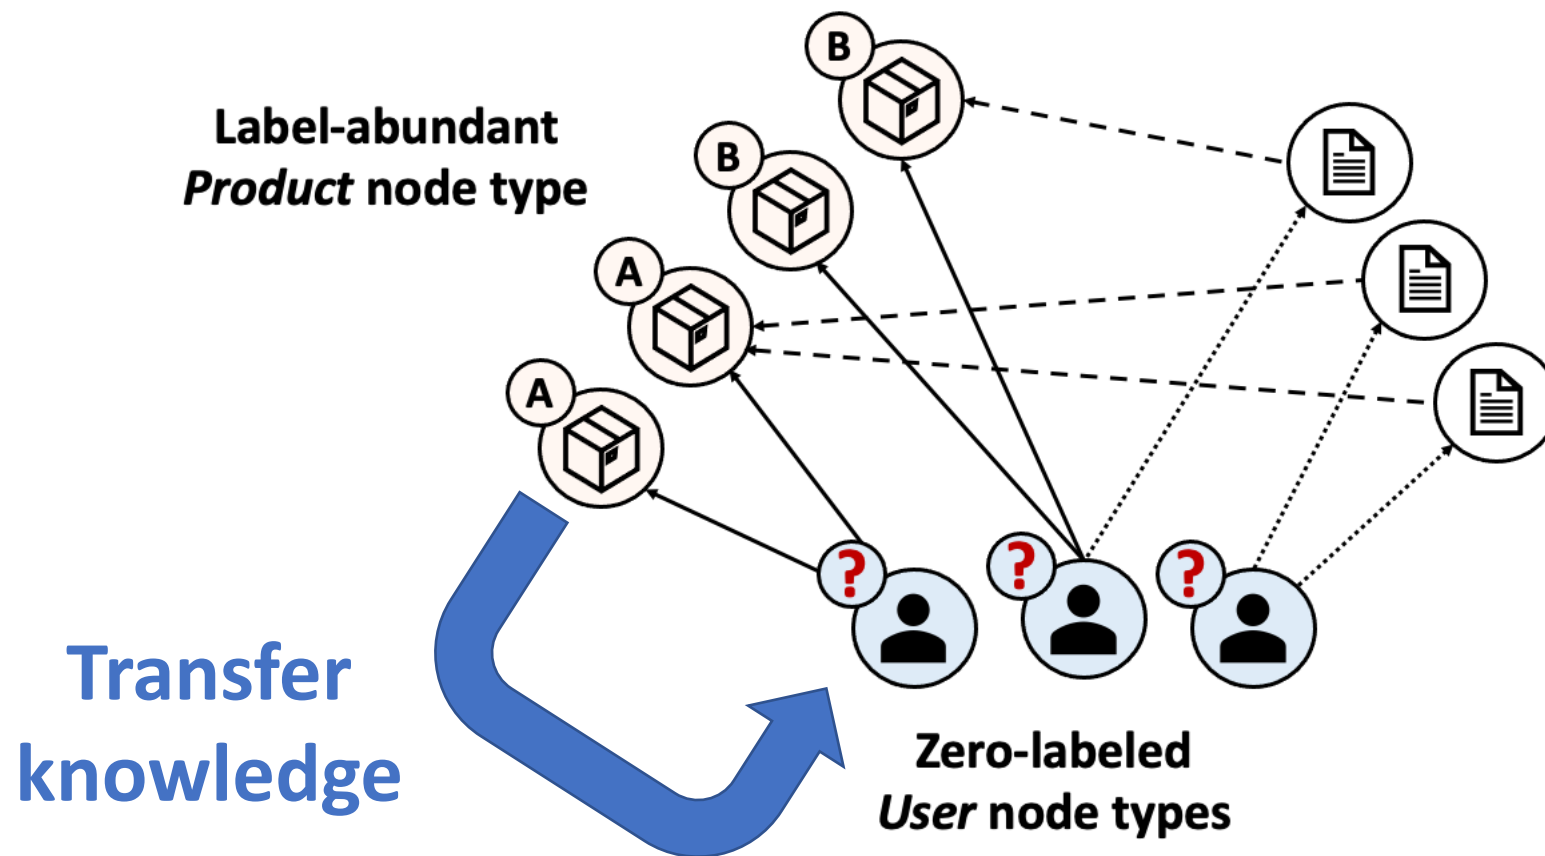 B
Label-abundant
Product node type
B
A
A
? ? ?
Transfer
knowledge
Zero-labeled
User node types